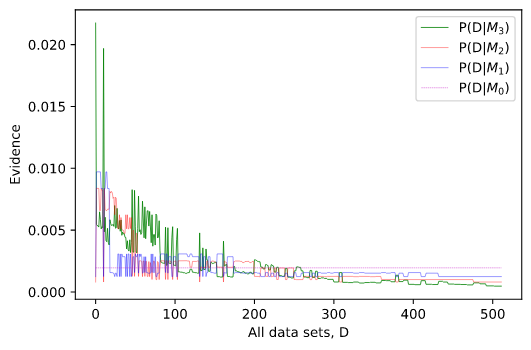 P(D|M₃)
P(D|M₂)
P(D|M₁)
P(D|M₀)
0.020
0.015
0.010
0.005
0.000
Evidence
0 100 200 300 400 500
All data sets, D